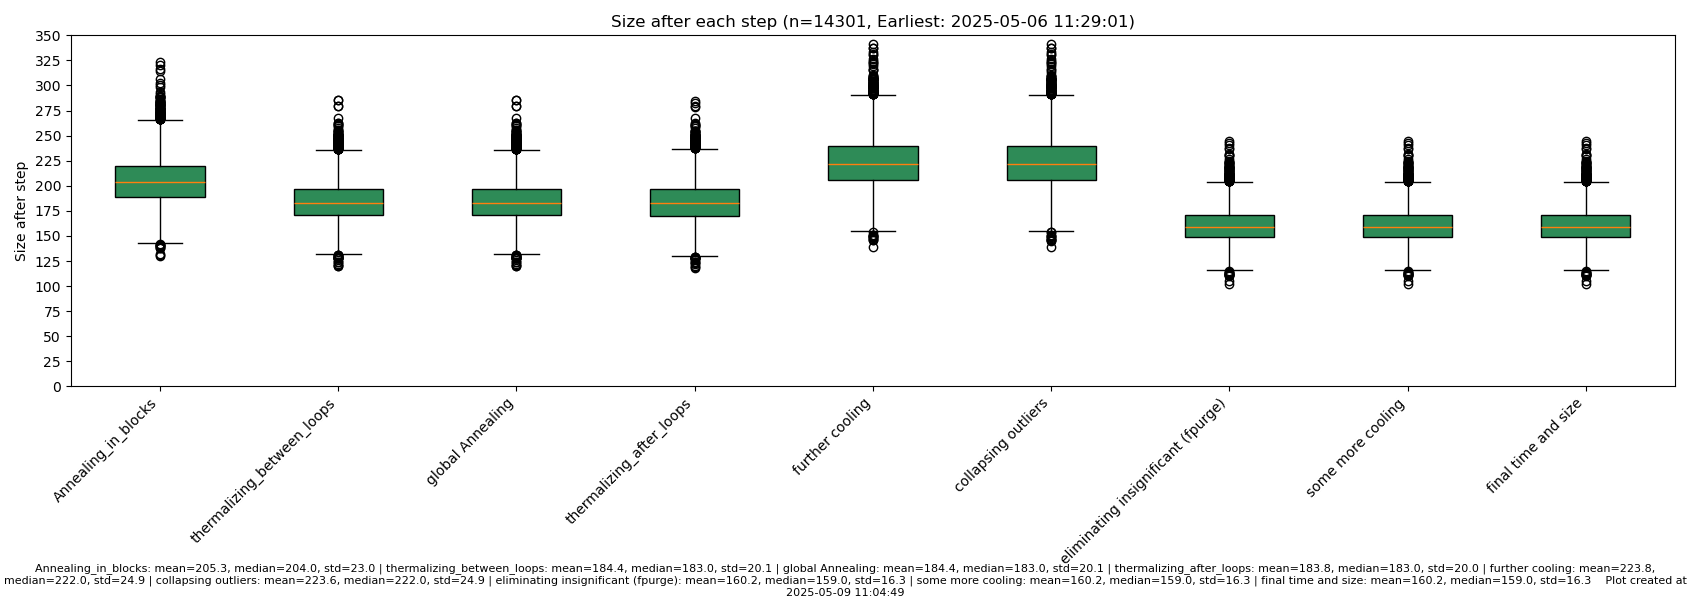 Size after each step (n=14301, Earliest: 2025-05-06 11:29:01)
350
325
300
275
250
225
200
175
150
125
100
75
50
25
0
Size after step
Annealing_in_blocks
thermalizing_between_loops
global Annealing
thermalizing_after_loops
further cooling
collapsing outliers
eliminating insignificant (fpurge)
some more cooling
final time and size
Annealing_in_blocks: mean=205.3, median=204.0, std=23.0 | thermalizing_between_loops: mean=184.4, median=183.0, std=20.1 | global Annealing: mean=184.4, median=183.0, std=20.1 | thermalizing_after_loops: mean=183.8, median=183.0, std=20.0 | further cooling: mean=223.8,
median=222.0, std=24.9 | collapsing outliers: mean=223.6, median=222.0, std=24.9 | eliminating insignificant (fpurge): mean=160.2, median=159.0, std=16.3 | some more cooling: mean=160.2, median=159.0, std=16.3 | final time and size: mean=160.2, median=159.0, std=16.3    Plot created at
2025-05-09 11:04:49